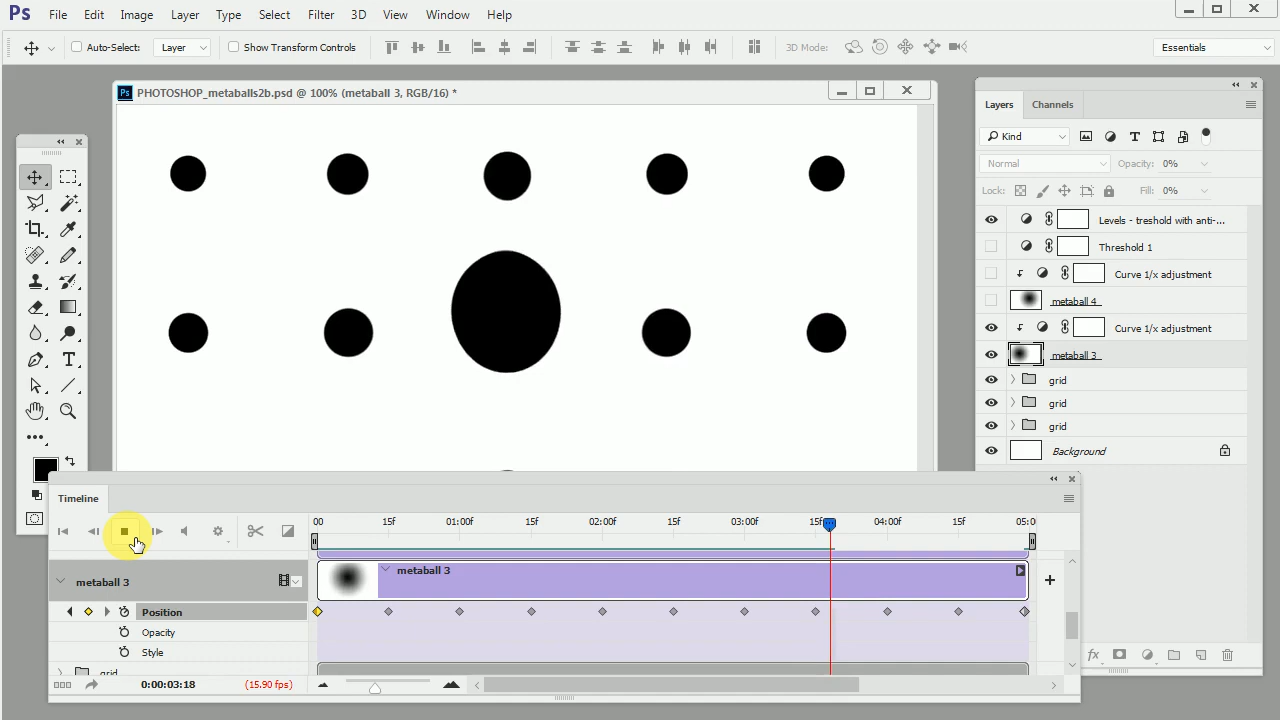 Ps File Edit Image Layer Type Select Filter 3D View Window Help
Auto-Select: Layer Show Transform Controls 3D Mode: Essentials
Ps PHOTOSHOP_metaballs2b.psd @ 100% (metaball 3, RGB/16) *
Layers Channels
Kind
Normal Opacity: 0%
Lock: Fill: 0%
Levels - treshold with anti-...
Threshold 1
Curve 1/x adjustment
metaball 4
Curve 1/x adjustment
metaball 3
grid
grid
grid
Background
fx
Timeline
00 15f 01:00f 15f 02:00f 15f 03:00f 15f 04:00f 15f 05:0
metaball 3
metaball 3
Position
Opacity
Style
grid
0:00:03:18 (15.90 fps)